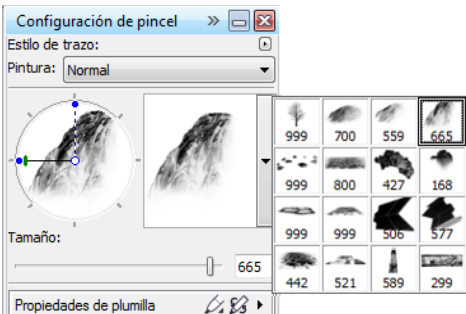 Configuración de pincel
Estilo de trazo:
Pintura: Normal
999 700 559 665
999 800 427 168
999 999 506 577
442 521 589 299
Tamaño:
665
Propiedades de plumilla